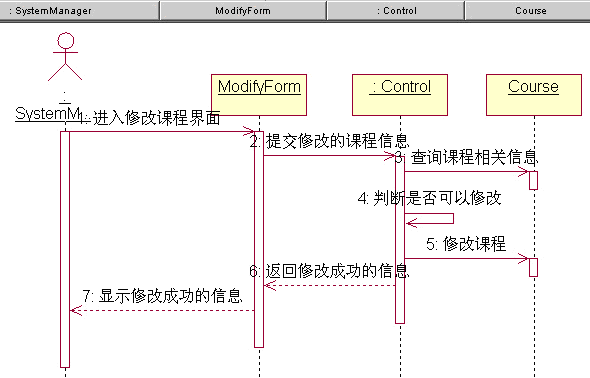 : SystemManager
ModifyForm
: Control
Course
:
SystemM...
ModifyForm
: Control
Course
1: 进入修改课程界面
2: 提交修改的课程信息
3: 查询课程相关信息
4: 判断是否可以修改
5: 修改课程
6: 返回修改成功的信息
7: 显示修改成功的信息